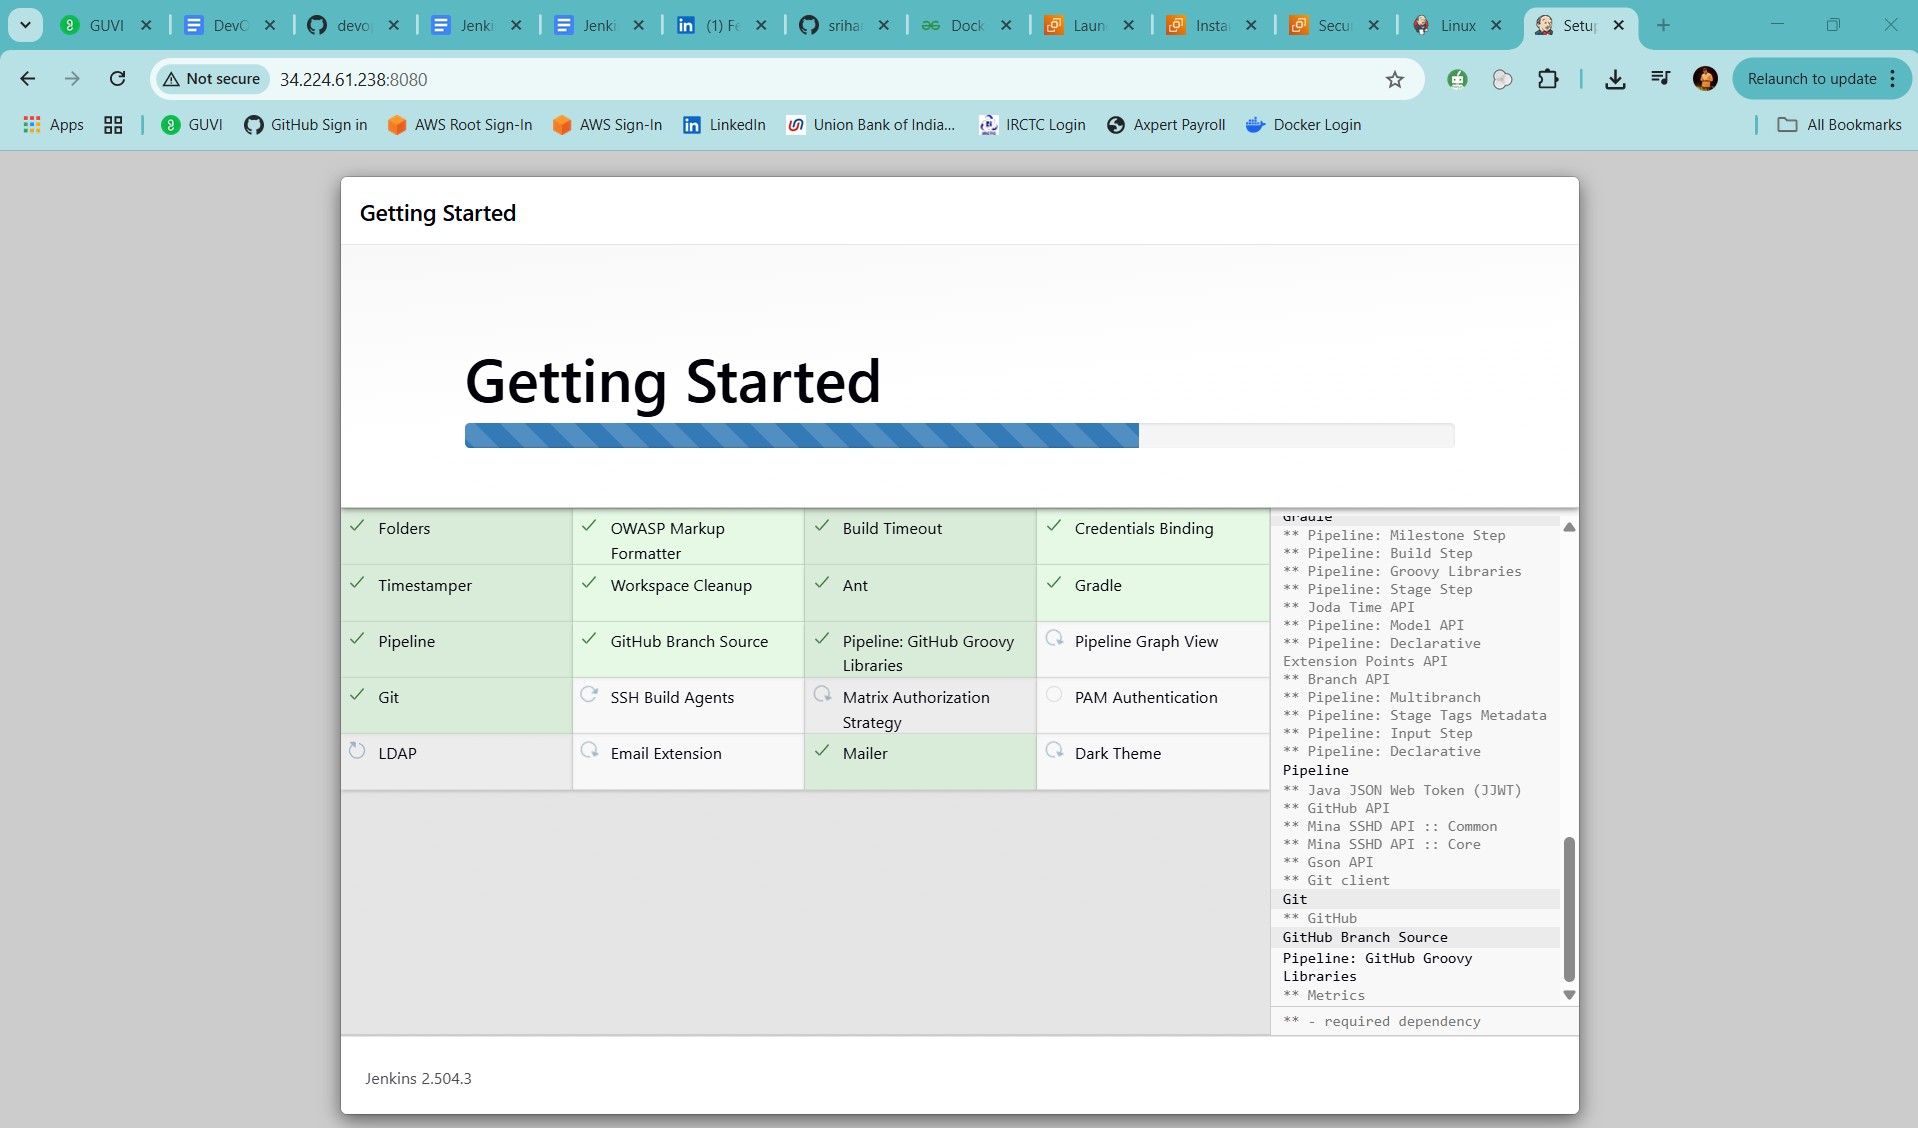 GUVI
DevO
devo
Jenki
Jenki
(1) Fe
sriha
Dock
Laun
Insta
Secu
Linux
Setup
Not secure
34.224.61.238:8080
Relaunch to update
Apps
GUVI
GitHub Sign in
AWS Root Sign-In
AWS Sign-In
LinkedIn
Union Bank of India...
IRCTC Login
Axpert Payroll
Docker Login
All Bookmarks
Getting Started
Getting Started
Folders
OWASP Markup
Formatter
Build Timeout
Credentials Binding
Timestamper
Workspace Cleanup
Ant
Gradle
Pipeline
GitHub Branch Source
Pipeline: GitHub Groovy
Libraries
Pipeline Graph View
Git
SSH Build Agents
Matrix Authorization
Strategy
PAM Authentication
LDAP
Email Extension
Mailer
Dark Theme
Gradle
** Pipeline: Milestone Step
** Pipeline: Build Step
** Pipeline: Groovy Libraries
** Pipeline: Stage Step
** Joda Time API
** Pipeline: Model API
** Pipeline: Declarative
Extension Points API
** Branch API
** Pipeline: Multibranch
** Pipeline: Stage Tags Metadata
** Pipeline: Input Step
** Pipeline: Declarative
Pipeline
** Java JSON Web Token (JJWT)
** GitHub API
** Mina SSHD API :: Common
** Mina SSHD API :: Core
** Gson API
** Git client
Git
** GitHub
GitHub Branch Source
Pipeline: GitHub Groovy
Libraries
** Metrics
** - required dependency
Jenkins 2.504.3